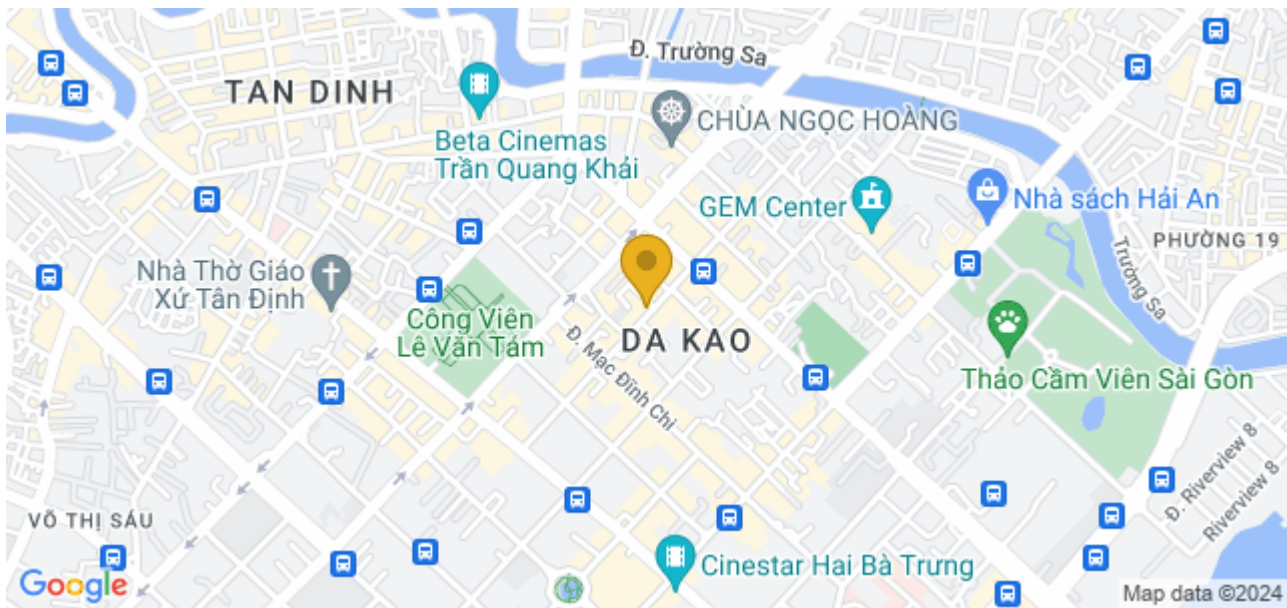 Đ. Trường Sa
TAN DINH
Beta Cinemas
Trần Quang Khải
CHÙA NGỌC HOÀNG
GEM Center
Nhà sách Hải An
PHƯỜNG 19
Trường Sa
Nhà Thờ Giáo
Xứ Tân Định
Công Viên
Lê Văn Tám
Đ. Mạc Đĩnh Chi
DA KAO
Thảo Cầm Viên Sài Gòn
Đ. Riverview 8
Riverview 8
VÕ THỊ SÁU
Cinestar Hai Bà Trưng
Google
Map data ©2024